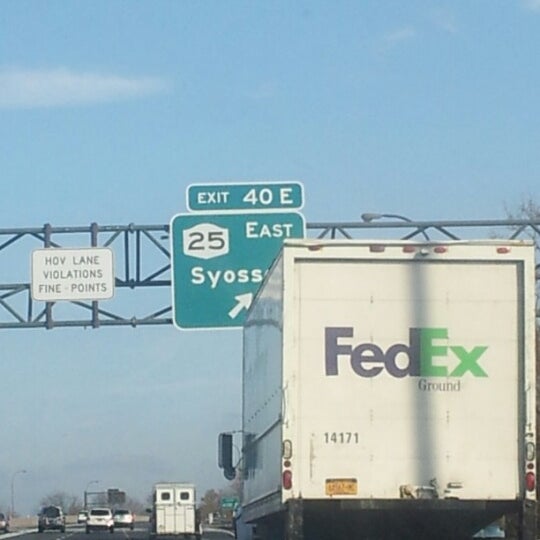 EXIT 40 E
25 EAST
Syoss
HOV LANE
VIOLATIONS
FINE - POINTS
FedEx
Ground
14171